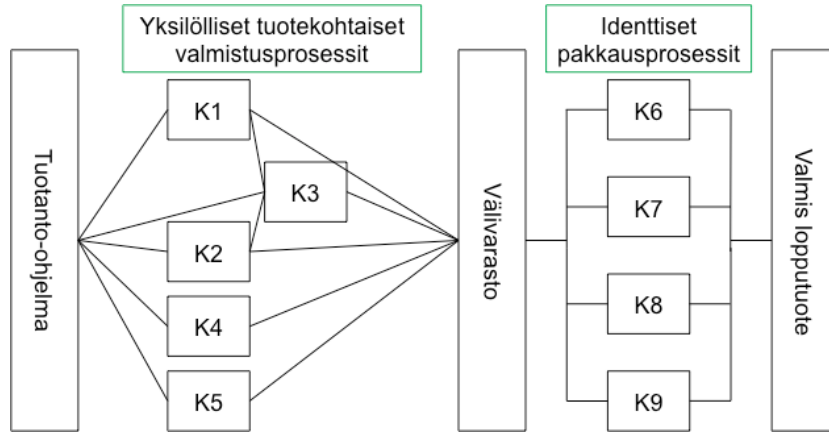 Yksilölliset tuotekohtaiset
valmistusprosessit
Identtiset
pakkausprosessit
Tuotanto-ohjelma
K1
K3
K2
K4
K5
Välivarasto
K6
K7
K8
K9
Valmis lopputuote